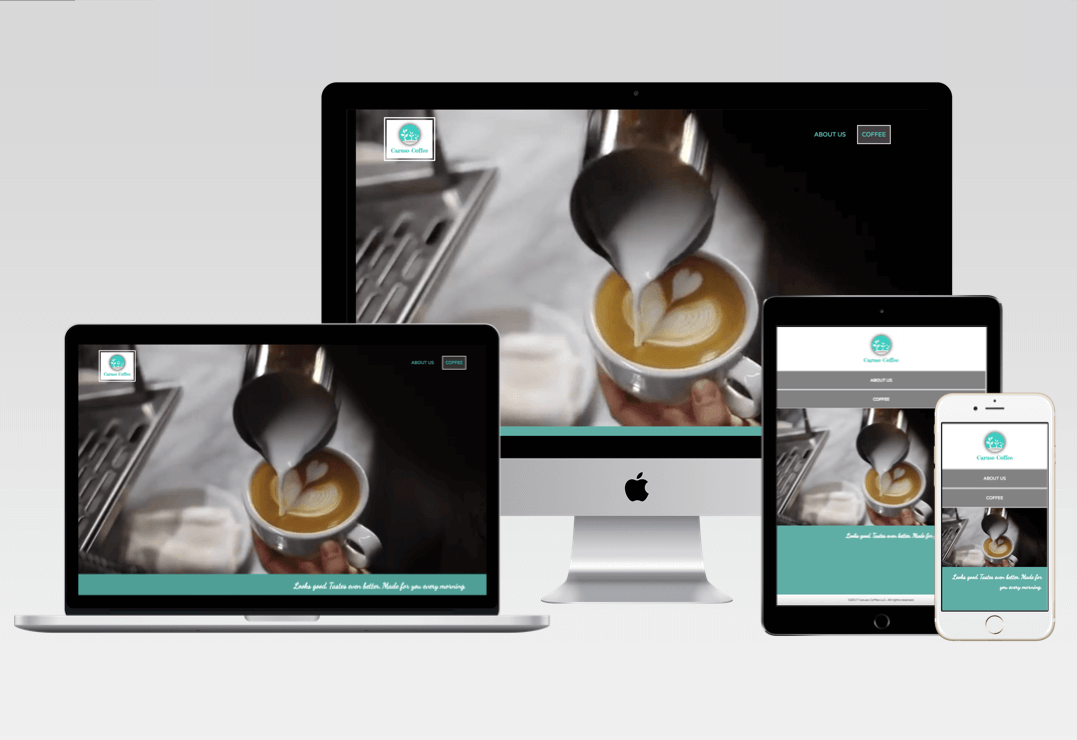 Caruso Coffee
ABOUT US
COFFEE
Caruso Coffee
ABOUT US
COFFEE
Looks good. Tastes even better. Made for you every morning.
Caruso Coffee
ABOUT US
COFFEE
Looks good. Tastes even better. Made for
©2017 Caruso Coffee LLC. All rights reserved.
Caruso Coffee
ABOUT US
COFFEE
Looks good. Tastes even better. Made for
you every morning.